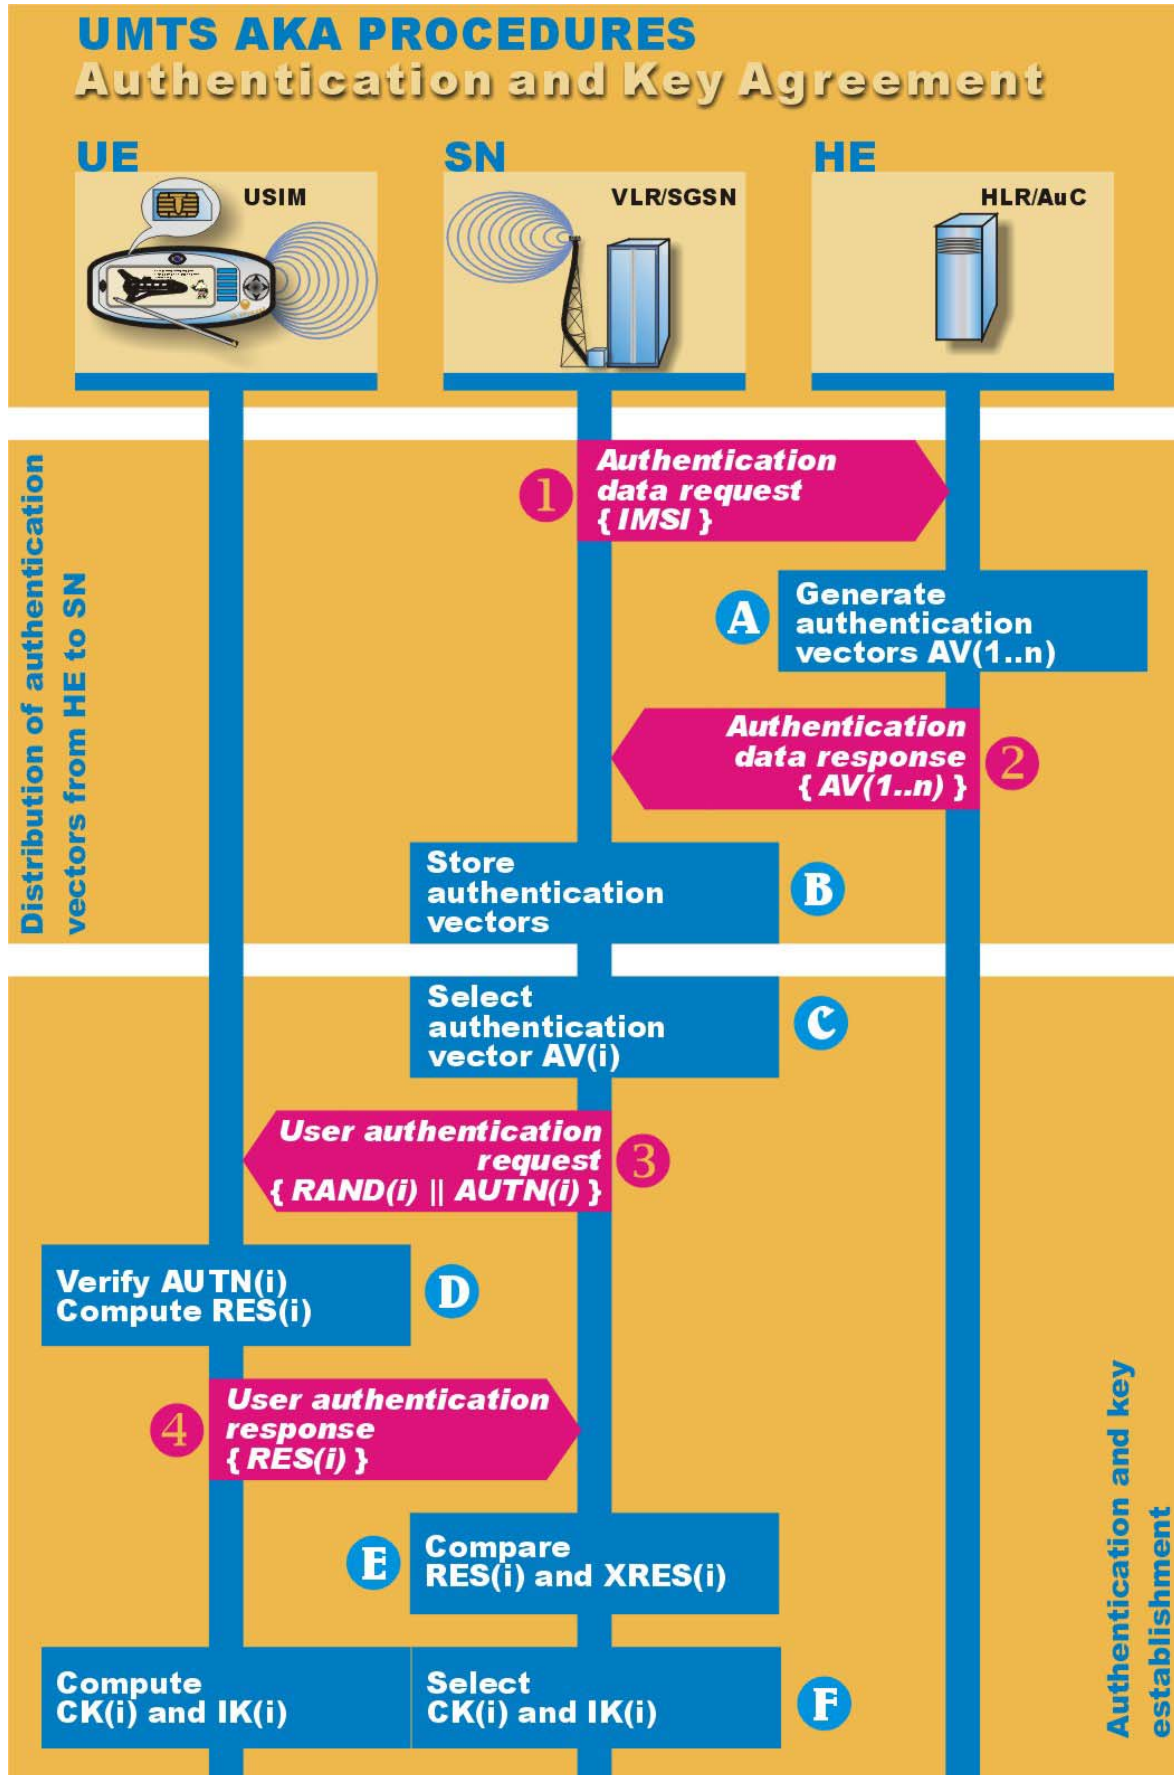 UMTS AKA PROCEDURES
Authentication and Key Agreement
UE
SN
HE
USIM
VLR/SGSN
HLR/AuC
Distribution of authentication
vectors from HE to SN
1
Authentication
data request
{ IMSI }
A
Generate
authentication
vectors AV(1..n)
Authentication
data response
{ AV(1..n) }
2
Store
authentication
vectors
B
Select
authentication
vector AV(i)
C
User authentication
request
{ RAND(i) || AUTN(i) }
3
Verify AUTN(i)
Compute RES(i)
D
4
User authentication
response
{ RES(i) }
E
Compare
RES(i) and XRES(i)
Compute
CK(i) and IK(i)
Select
CK(i) and IK(i)
F
Authentication and key
establishment